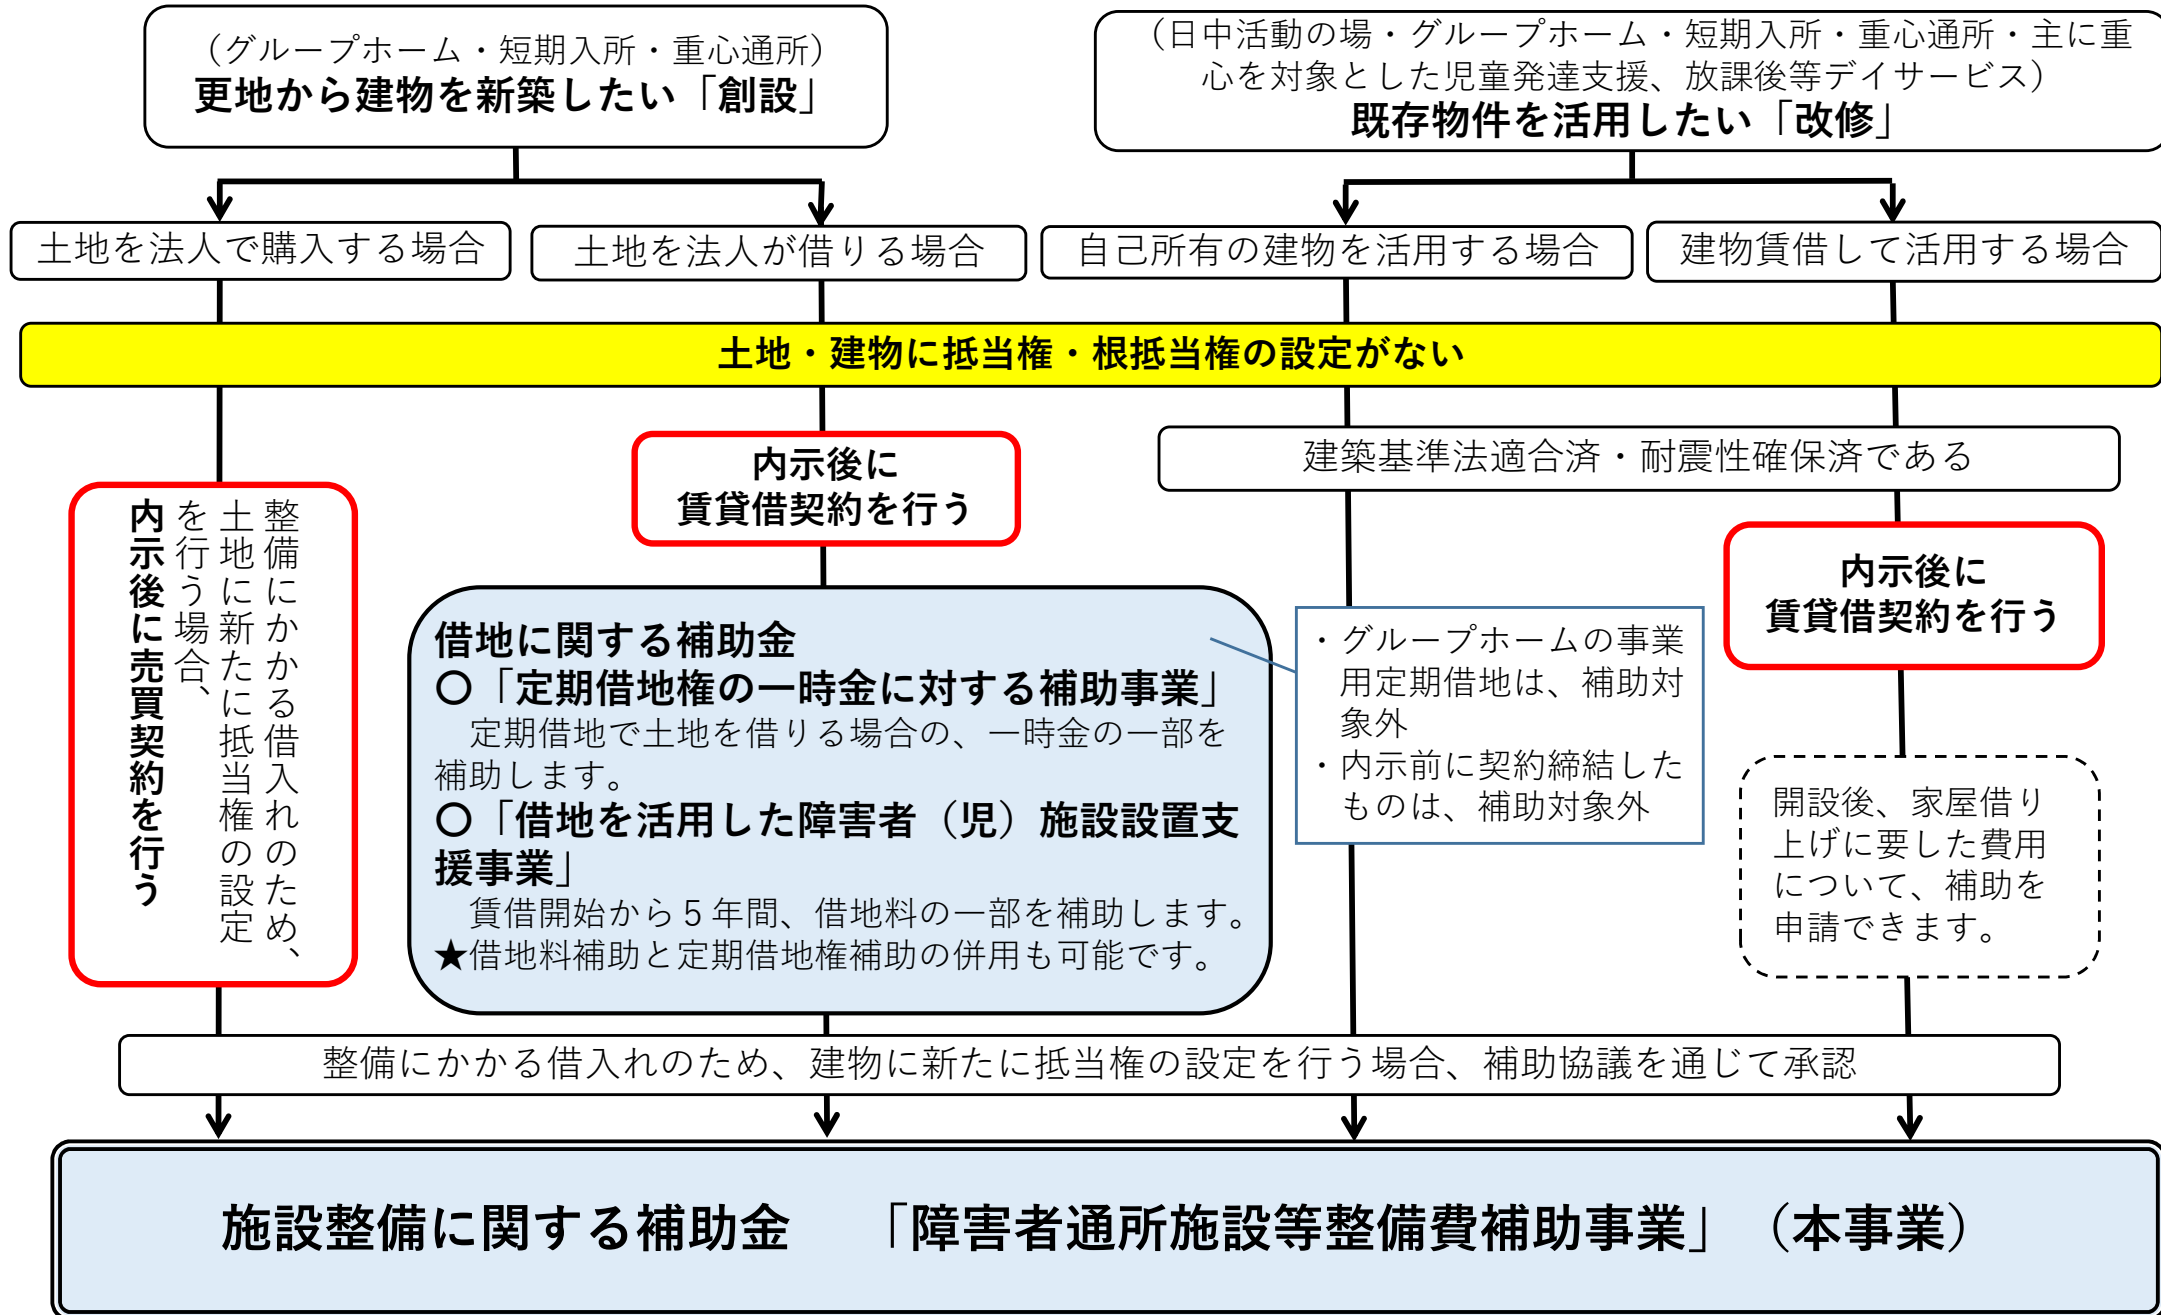 （グループホーム・短期入所・重心通所）
更地から建物を新築したい「創設」
（日中活動の場・グループホーム・短期入所・重心通所・主に重
心を対象とした児童発達支援、放課後等デイサービス）
既存物件を活用したい「改修」
土地を法人で購入する場合
土地を法人が借りる場合
自己所有の建物を活用する場合
建物賃借して活用する場合
土地・建物に抵当権・根抵当権の設定がない
整備にかかる借入れのため、
土地に新たに抵当権の設定
を行う場合、
内示後に売買契約を行う
内示後に
賃貸借契約を行う
建築基準法適合済・耐震性確保済である
内示後に
賃貸借契約を行う
借地に関する補助金
〇「定期借地権の一時金に対する補助事業」
定期借地で土地を借りる場合の、一時金の一部を
補助します。
〇「借地を活用した障害者（児）施設設置支
援事業」
賃借開始から５年間、借地料の一部を補助します。
★借地料補助と定期借地権補助の併用も可能です。
・グループホームの事業
用定期借地は、補助対
象外
・内示前に契約締結した
ものは、補助対象外
開設後、家屋借り
上げに要した費用
について、補助を
申請できます。
整備にかかる借入れのため、建物に新たに抵当権の設定を行う場合、補助協議を通じて承認
施設整備に関する補助金　「障害者通所施設等整備費補助事業」（本事業）